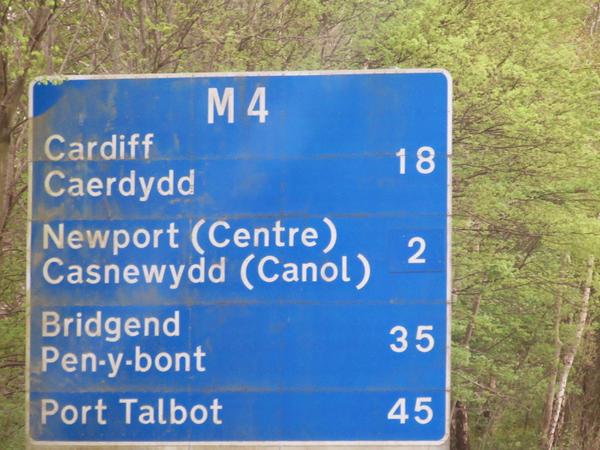 M4
Cardiff
Caerdydd 18
Newport (Centre)
Casnewydd (Canol) 2
Bridgend
Pen-y-bont 35
Port Talbot 45